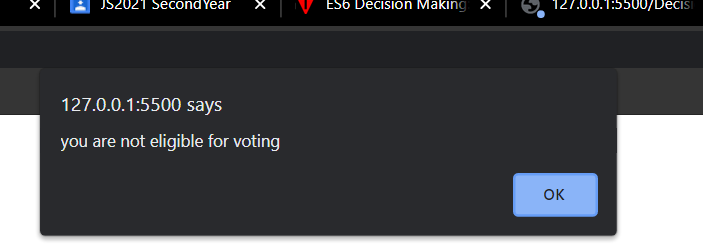 JS2021 SecondYear
ES6 Decision Making
127.0.0.1:5500/Decisi
127.0.0.1:5500 says
you are not eligible for voting
OK